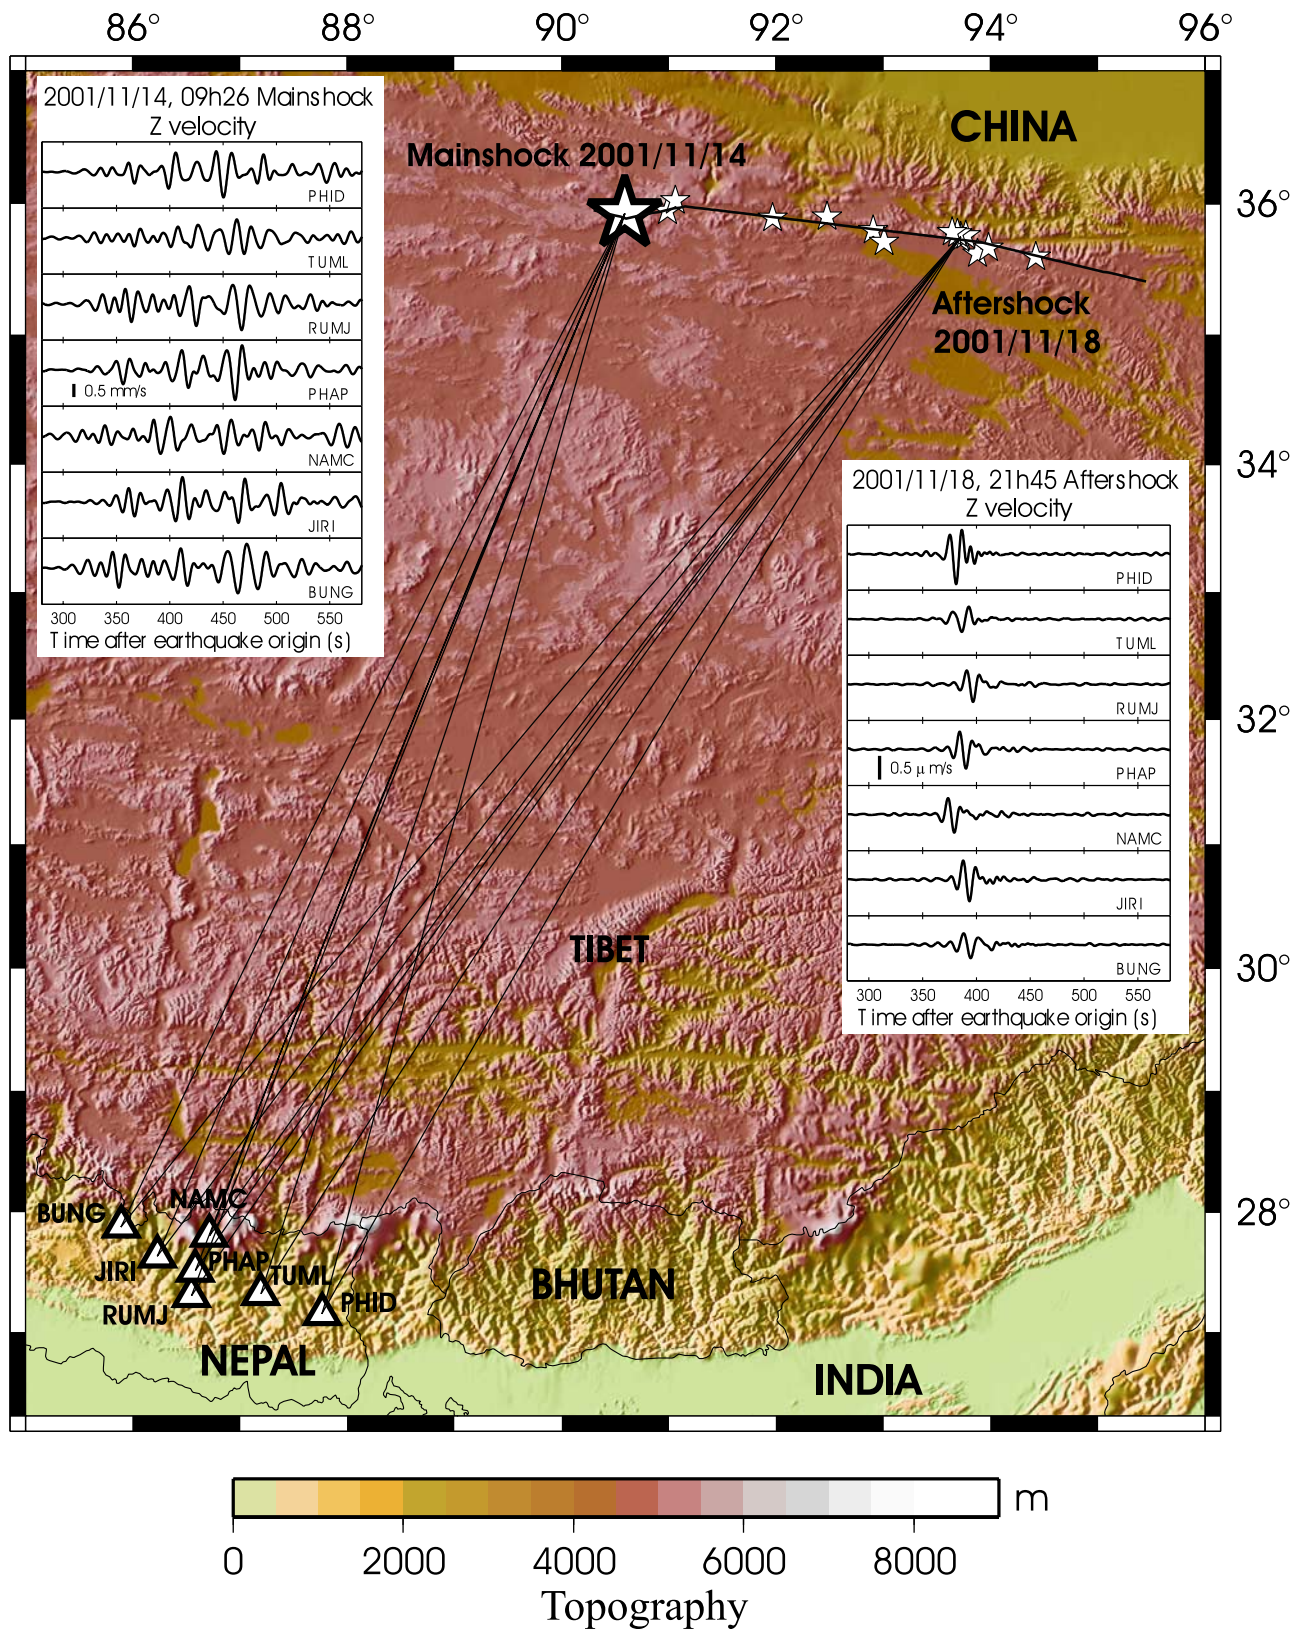 86° 88° 90° 92° 94° 96°
2001/11/14, 09h26 Mainshock
Z velocity
PHID
TUML
RUMJ
PHAP
0.5 mm/s
NAMC
JIRI
BUNG
300 350 400 450 500 550
Time after earthquake origin (s)
CHINA
Mainshock 2001/11/14
36°
Aftershock
2001/11/18
34°
2001/11/18, 21h45 Aftershock
Z velocity
PHID
TUML
RUMJ
PHAP
0.5 μ m/s
NAMC
JIRI
BUNG
300 350 400 450 500 550
Time after earthquake origin (s)
32°
TIBET
30°
28°
NAMC
BUNG
JIRI
PHAP
TUML
RUMJ
PHID
BHUTAN
NEPAL
INDIA
m
0 2000 4000 6000 8000
Topography